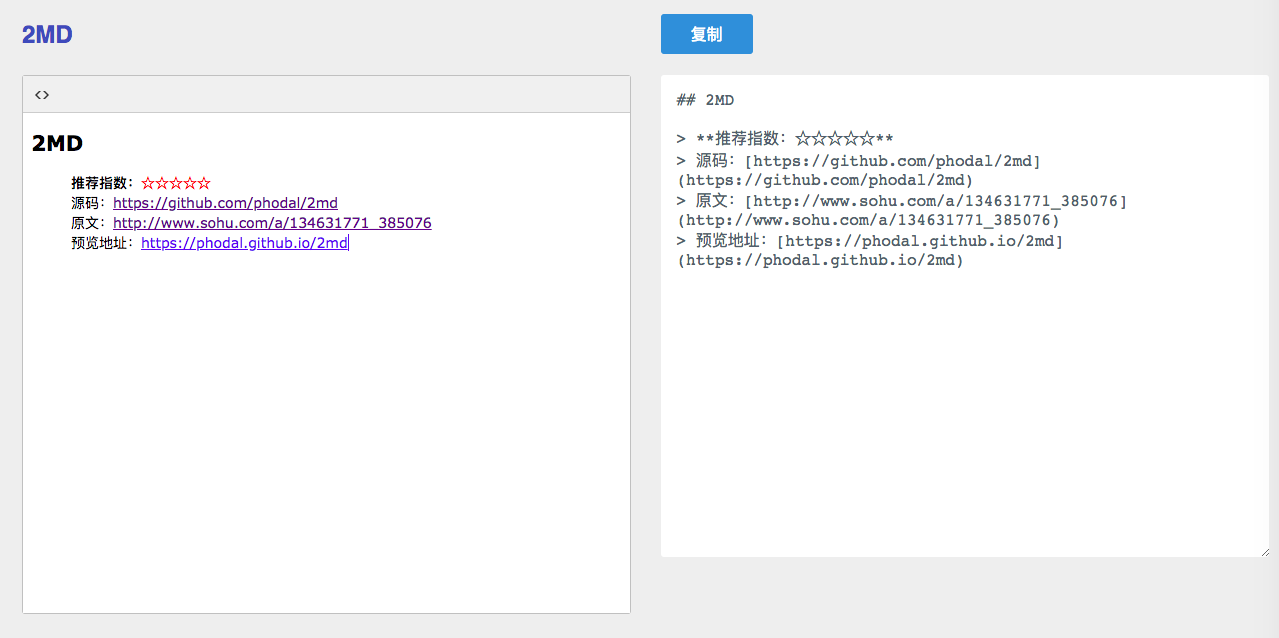 2MD
复制
<>
2MD
推荐指数：☆☆☆☆☆
源码：https://github.com/phodal/2md
原文：http://www.sohu.com/a/134631771_385076
预览地址：https://phodal.github.io/2md
## 2MD
> **推荐指数：☆☆☆☆☆**
> 源码：[https://github.com/phodal/2md]
(https://github.com/phodal/2md)
> 原文：[http://www.sohu.com/a/134631771_385076]
(http://www.sohu.com/a/134631771_385076)
> 预览地址：[https://phodal.github.io/2md]
(https://phodal.github.io/2md)